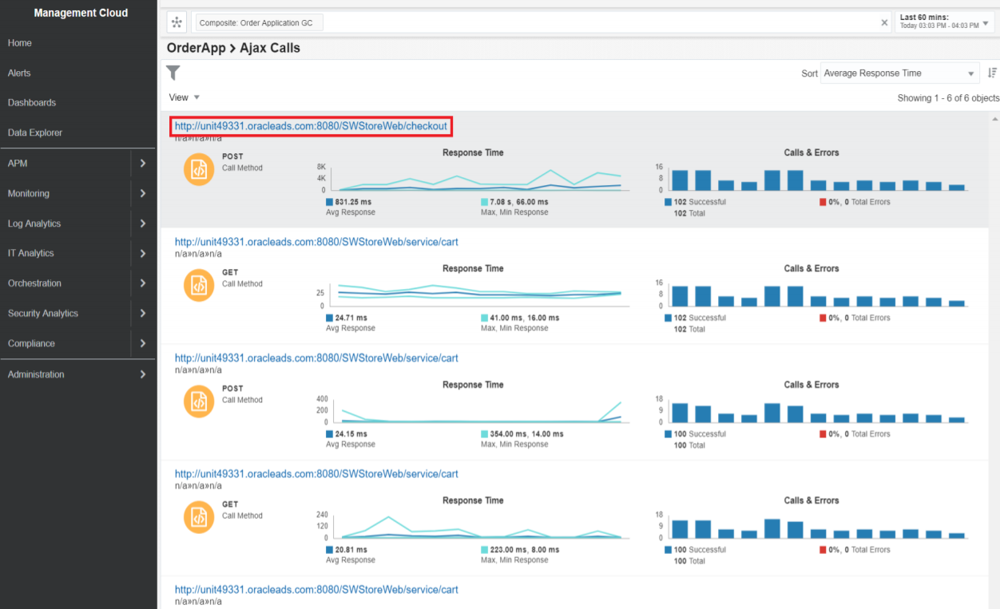 Management Cloud
Home
Alerts
Dashboards
Data Explorer
APM
Monitoring
Log Analytics
IT Analytics
Orchestration
Security Analytics
Compliance
Administration
Composite: Order Application GC
Last 60 mins:
Today 03:03 PM - 04:03 PM
OrderApp > Ajax Calls
Sort Average Response Time
View
Showing 1 - 6 of 6 objects
http://unit49331.oracleads.com:8080/SWStoreWeb/checkout
n/a»n/a»n/a
POST
Call Method
Response Time
8K
4K
0
831.25 ms
Avg Response
7.08 s, 66.00 ms
Max, Min Response
Calls & Errors
16
8
0
102 Successful
102 Total
0%, 0 Total Errors
http://unit49331.oracleads.com:8080/SWStoreWeb/service/cart
n/a»n/a»n/a
GET
Call Method
Response Time
25
0
24.71 ms
Avg Response
41.00 ms, 16.00 ms
Max, Min Response
Calls & Errors
16
8
0
102 Successful
102 Total
0%, 0 Total Errors
http://unit49331.oracleads.com:8080/SWStoreWeb/service/cart
n/a»n/a»n/a
POST
Call Method
Response Time
400
200
0
24.15 ms
Avg Response
354.00 ms, 14.00 ms
Max, Min Response
Calls & Errors
18
9
0
100 Successful
100 Total
0%, 0 Total Errors
http://unit49331.oracleads.com:8080/SWStoreWeb/service/cart
n/a»n/a»n/a
GET
Call Method
Response Time
240
120
0
20.81 ms
Avg Response
223.00 ms, 8.00 ms
Max, Min Response
Calls & Errors
18
9
0
100 Successful
100 Total
0%, 0 Total Errors
http://unit49331.oracleads.com:8080/SWStoreWeb/service/cart
n/a»n/a»n/a